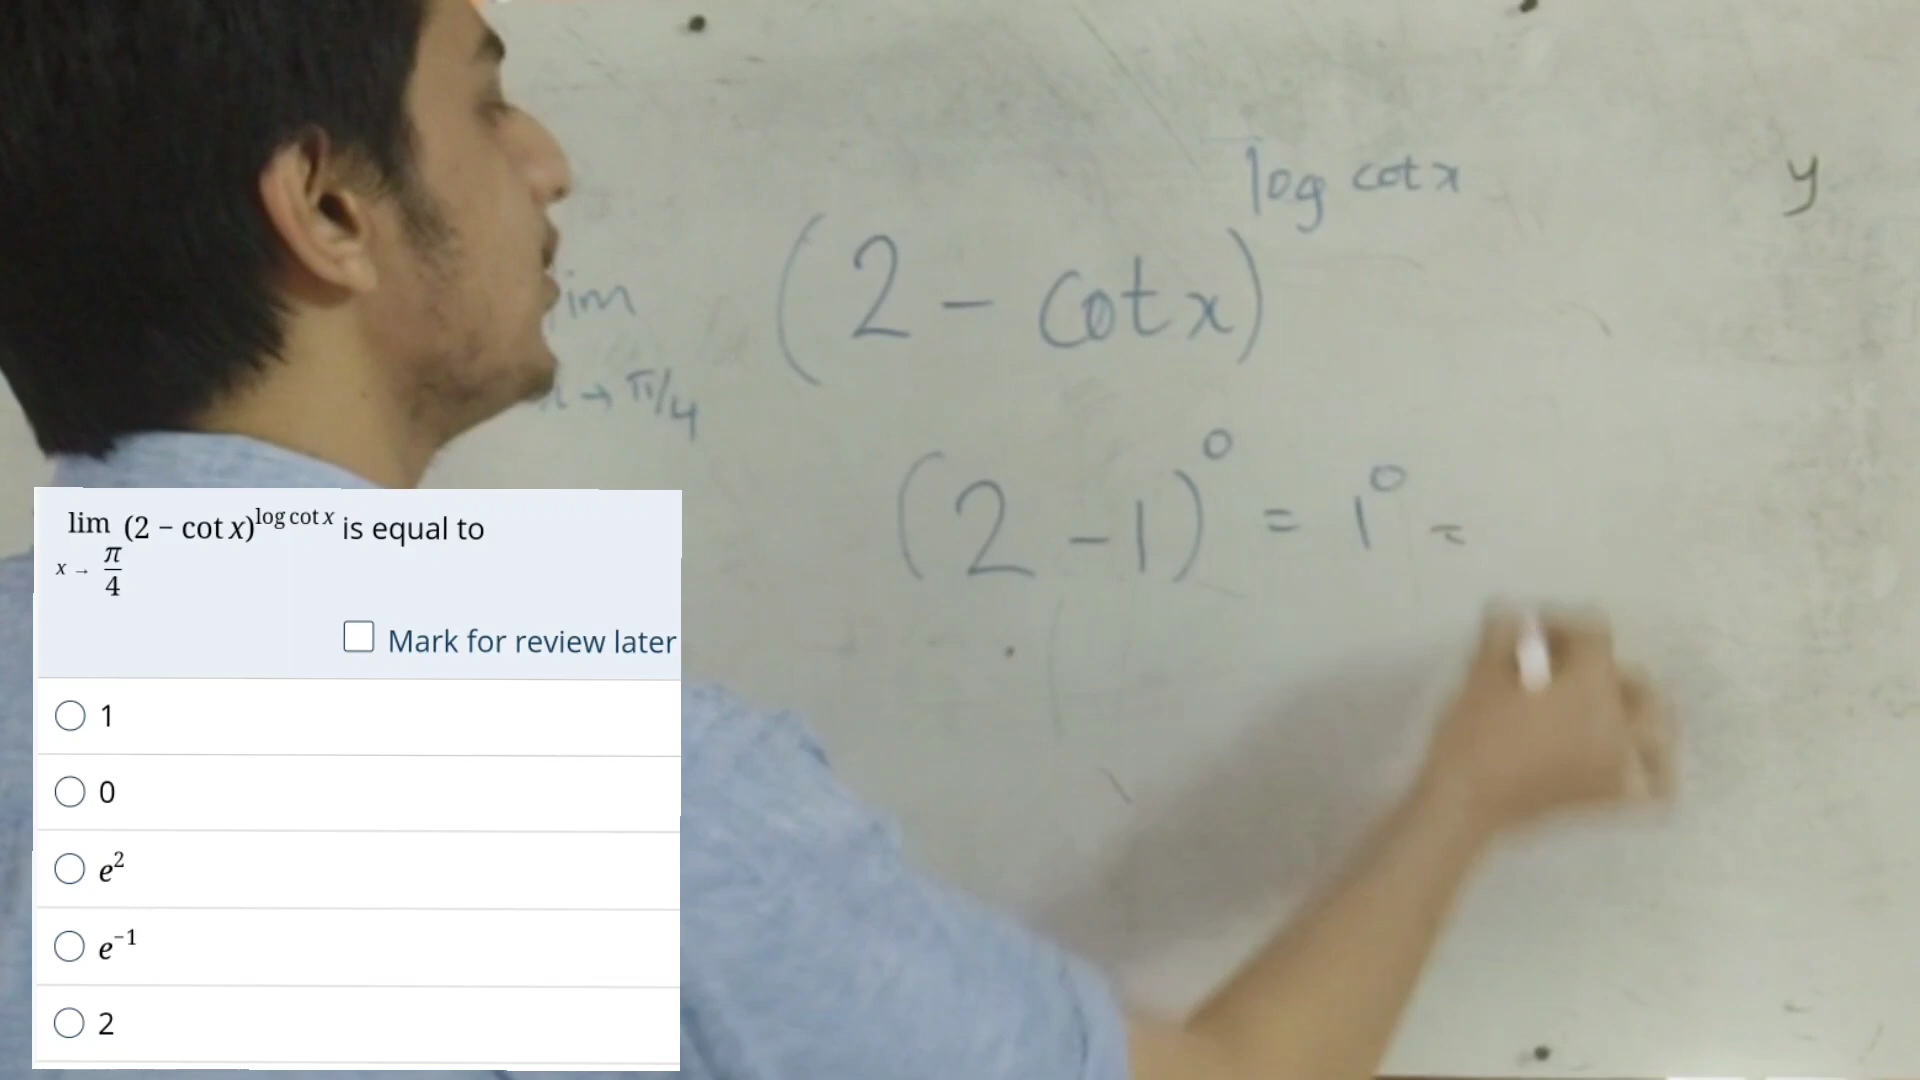 log cot x
y
im (2 - cot x)
x → π/4
(2 - 1)⁰ = 1⁰ =
lim (2 − cot x)^log cot x is equal to
x → π/4
Mark for review later
1
0
e²
e⁻¹
2